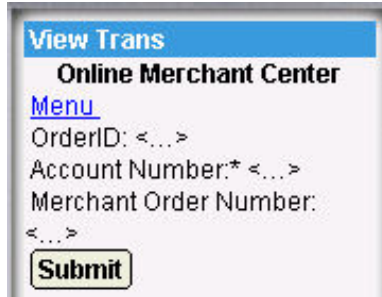 View Trans
Online Merchant Center
Menu
OrderID: <...>
Account Number:* <...>
Merchant Order Number:
<...>
Submit